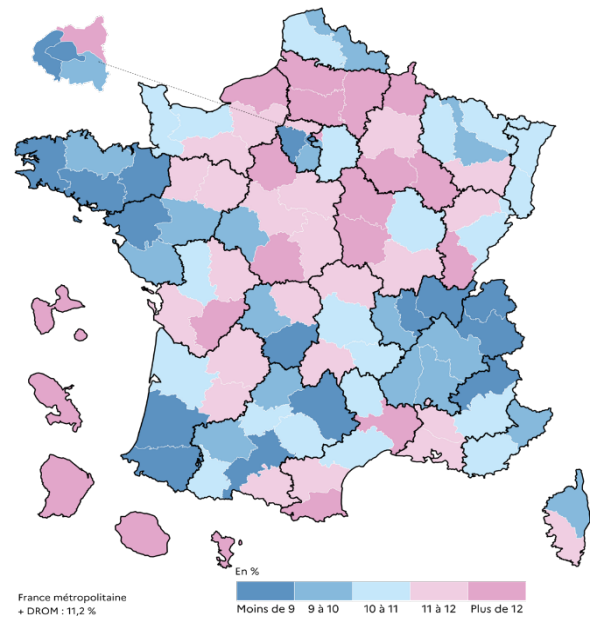 En %
Moins de 9 9 à 10 10 à 11 11 à 12 Plus de 12
France métropolitaine
+ DROM : 11,2 %